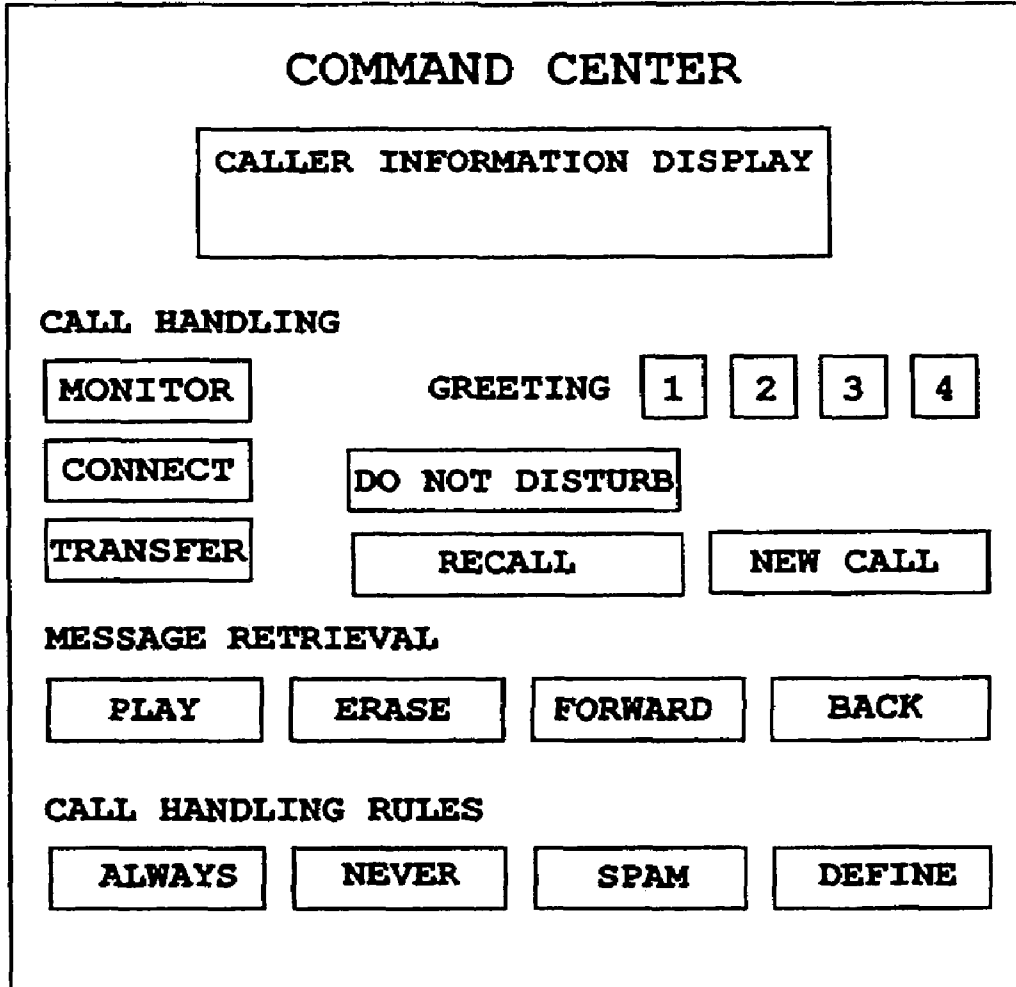 COMMAND CENTER
CALLER INFORMATION DISPLAY
CALL HANDLING
MONITOR GREETING 1 2 3 4
CONNECT DO NOT DISTURB
TRANSFER RECALL NEW CALL
MESSAGE RETRIEVAL
PLAY ERASE FORWARD BACK
CALL HANDLING RULES
ALWAYS NEVER SPAM DEFINE